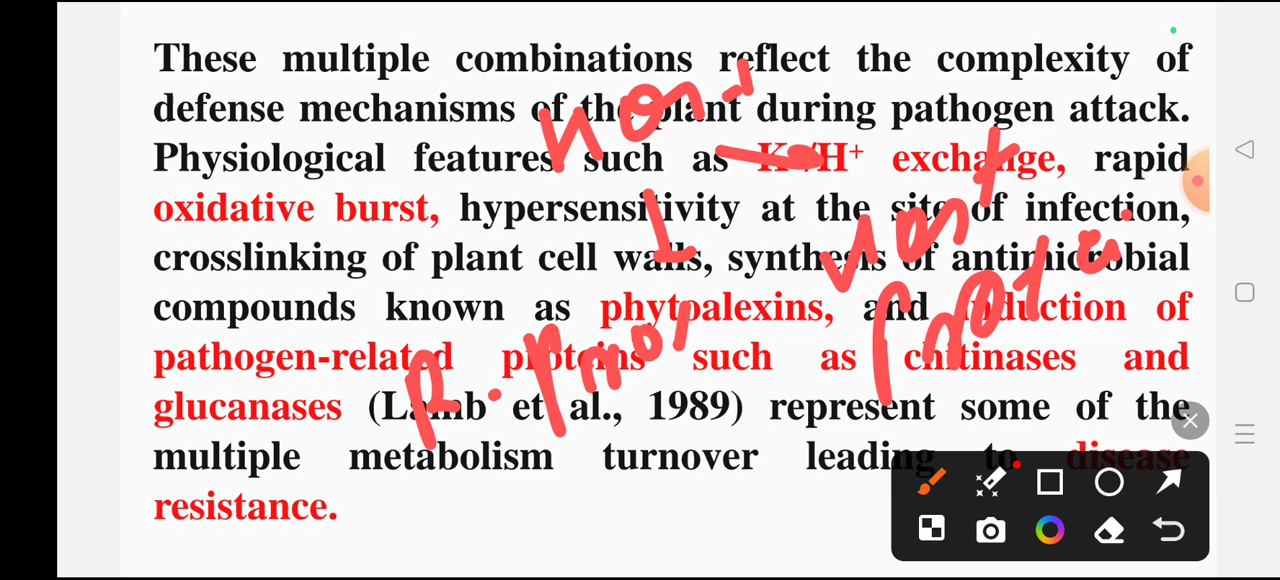 These multiple combinations reflect the complexity of
defense mechanisms of the plant during pathogen attack.
Physiological features such as K+/H+ exchange, rapid
oxidative burst, hypersensitivity at the site of infection,
crosslinking of plant cell walls, synthesis of antimicrobial
compounds known as phytoalexins, and induction of
pathogen-related proteins such as chitinases and
glucanases (Lamb et al., 1989) represent some of the
multiple metabolism turnover leading to disease
resistance.
Host